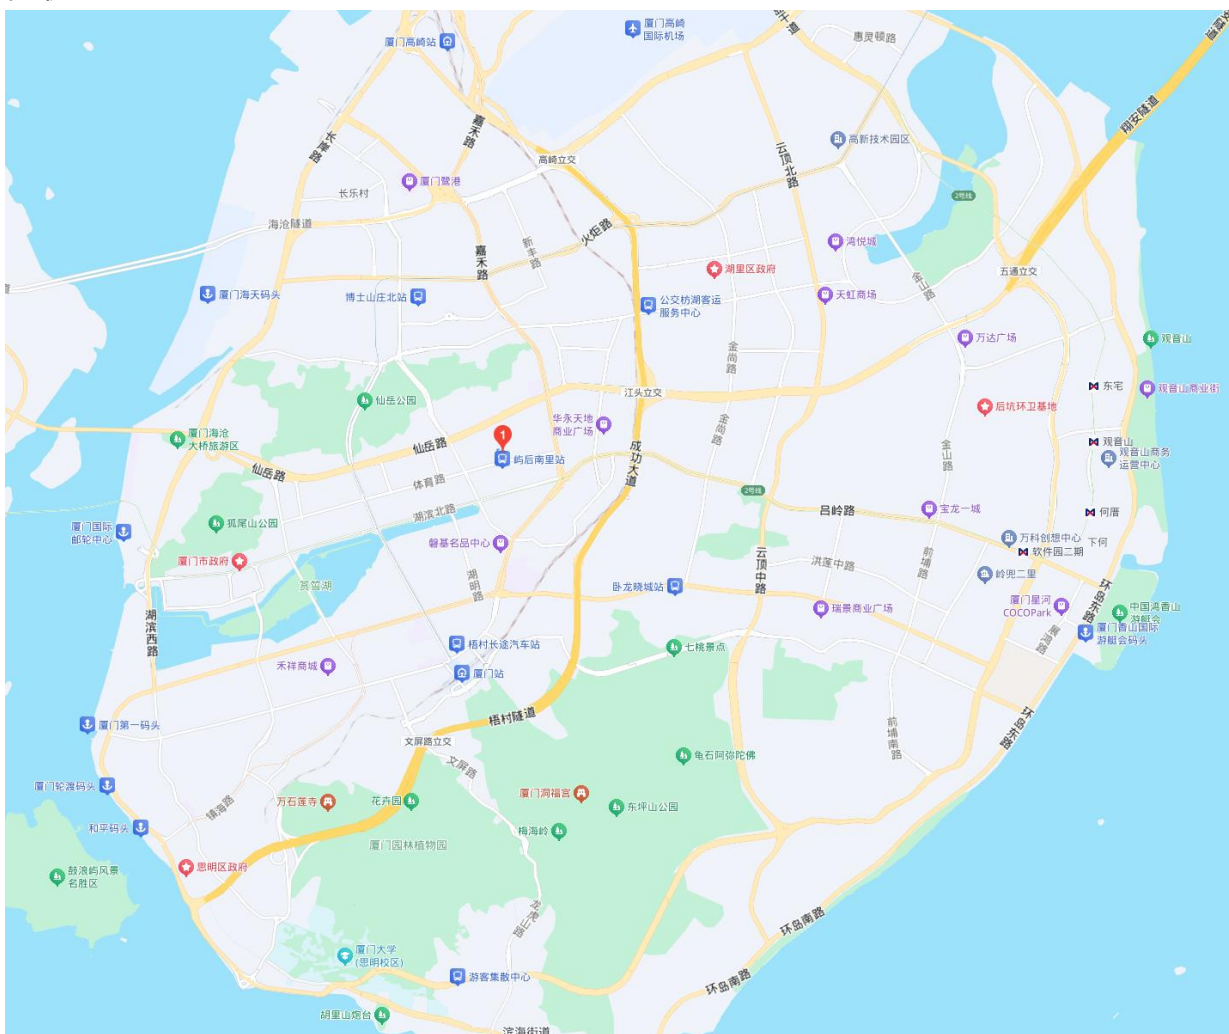 厦门高崎
国际机场
厦门高崎站
惠灵顿路
翔安隧道
嘉禾路
长岸路
高崎立交
云顶北路
高新技术园区
厦门鹭港
长乐村
2号线
海沧隧道
新丰路
火炬路
嘉禾路
湾悦城
湖里区政府
五通立交
金山路
厦门海天码头
博士山庄北站
公交枋湖客运
服务中心
天虹商场
万达广场
观音山
金尚路
东宅
观音山商业街
仙岳公园
江头立交
后坑环卫基地
华永天地
商业广场
金尚路
厦门海沧
大桥旅游区
仙岳路
1
成功大道
金山路
观音山
观音山商务
运营中心
屿后南里站
仙岳路
体育路
2号线
吕岭路
宝龙一城
何厝
湖滨北路
狐尾山公园
厦门国际
邮轮中心
磐基名品中心
万科创想中心
下何
软件园二期
厦门市政府
云顶中路
洪莲中路
前埔路
岭兜二里
湖明路
卧龙晓城站
环岛东路
湖滨西路
瑞景商业广场
厦门星河
COCOPark
中国湾香山
游艇会
厦门香山国际
游艇会码头
展鸿路
梧村长途汽车站
七桃景点
禾祥商城
厦门站
厦门第一码头
梧村隧道
环岛东路
文屏路立交
前埔南路
龟石阿弥陀佛
文屏路
厦门轮渡码头
镇海路
万石莲寺
花卉园
厦门洞福宫
东坪山公园
和平码头
梅海岭
厦门园林植物园
思明区政府
鼓浪屿风景
名胜区
龙虎山路
环岛南路
厦门大学
(思明校区)
游客集散中心
环岛南路
胡里山炮台
滨海街道